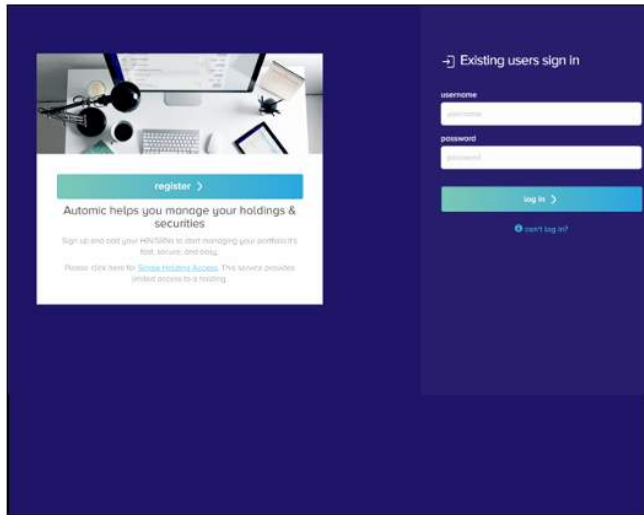 register
Automic helps you manage your holdings &
securities
Sign up and add your HIN/SRNs to start managing your portfolio. It's
fast, secure, and easy.
Please click here for Single Holding Access. This service provides
limited access to a holding.
Existing users sign in
username
username
password
password
log in
can't log in?